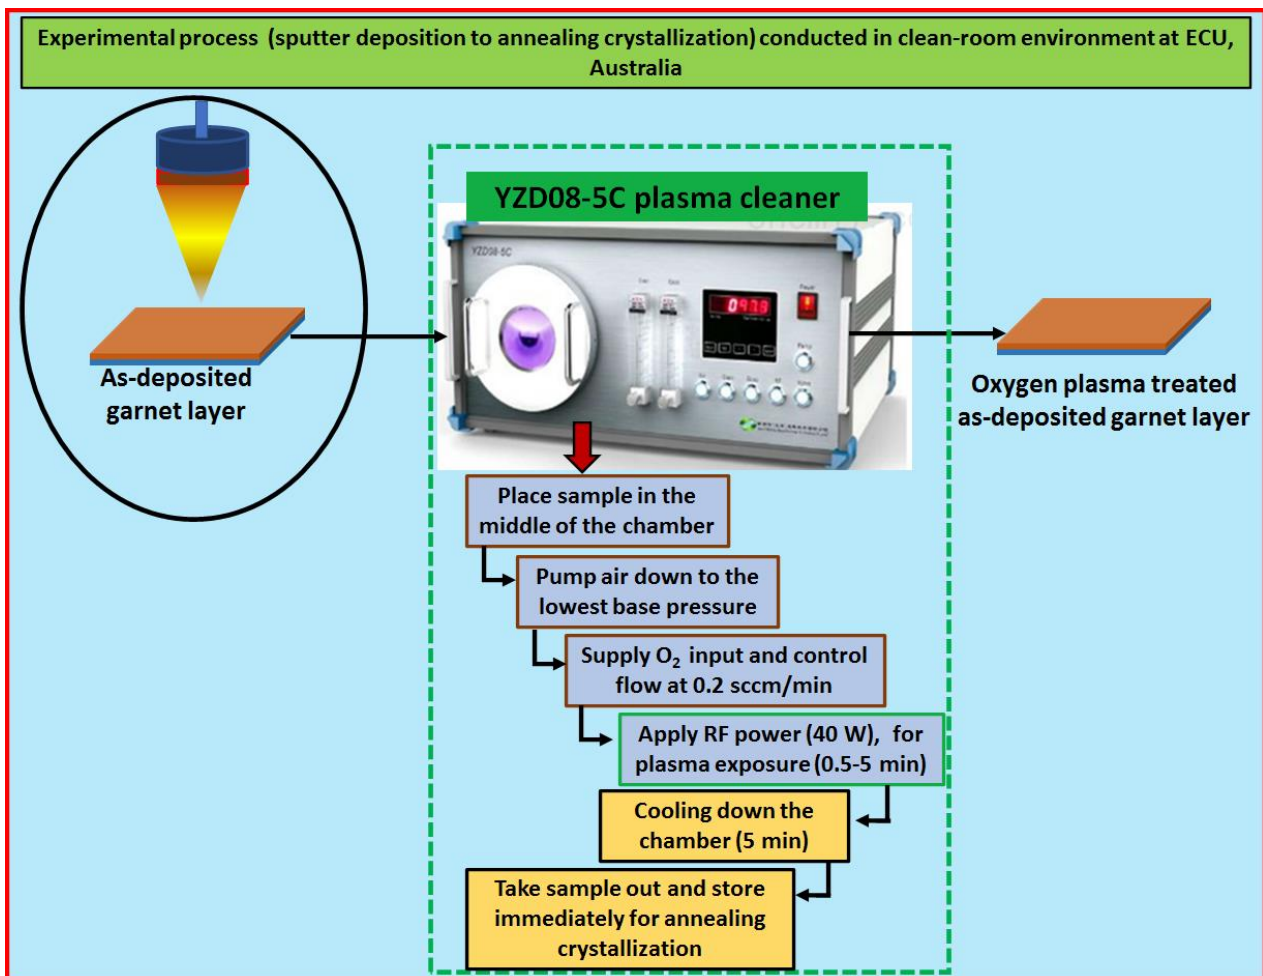 Experimental process (sputter deposition to annealing crystallization) conducted in clean-room environment at ECU,
Australia
YZD08-5C plasma cleaner
YZD08-5C
Power
As-deposited
garnet layer
Oxygen plasma treated
as-deposited garnet layer
Place sample in the
middle of the chamber
Pump air down to the
lowest base pressure
Supply O₂ input and control
flow at 0.2 sccm/min
Apply RF power (40 W), for
plasma exposure (0.5-5 min)
Cooling down the
chamber (5 min)
Take sample out and store
immediately for annealing
crystallization